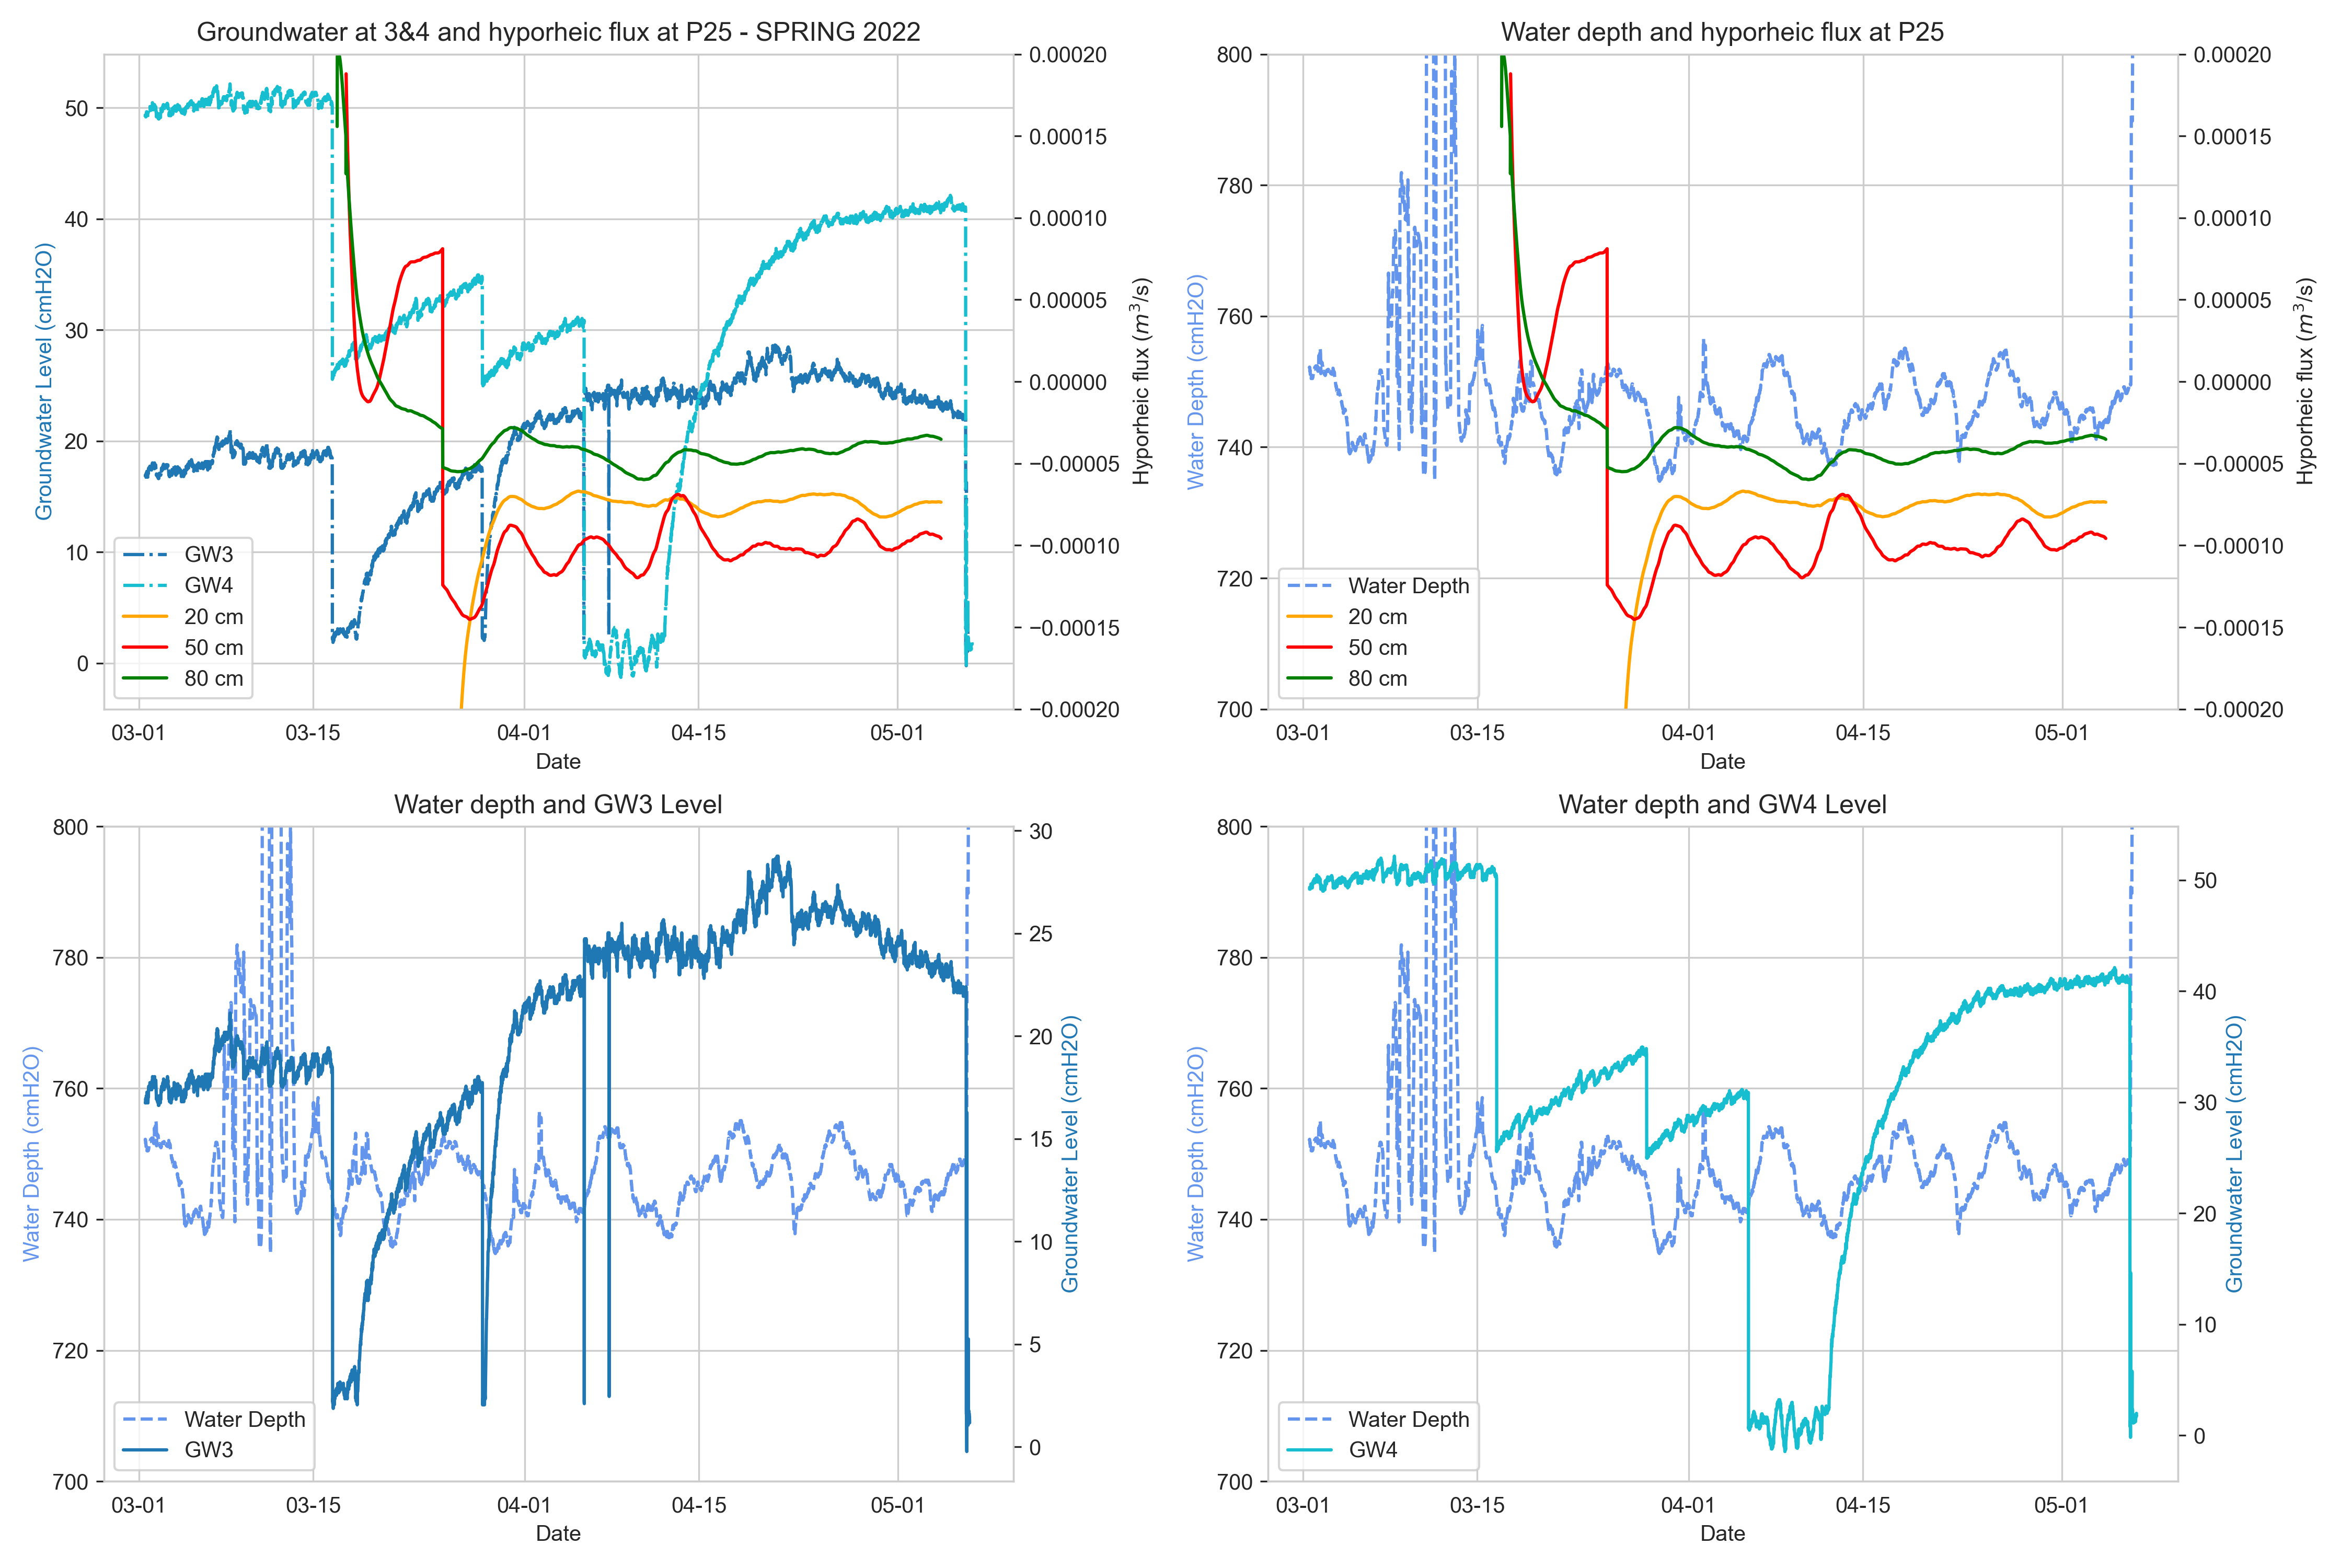 Groundwater at 3&4 and hyporheic flux at P25 - SPRING 2022
50
40
30
20
10
0
Groundwater Level (cmH2O)
0.00020
0.00015
0.00010
0.00005
0.00000
−0.00005
−0.00010
−0.00015
−0.00020
Hyporheic flux (m³/s)
GW3
GW4
20 cm
50 cm
80 cm
03-01 03-15 04-01 04-15 05-01
Date
Water depth and hyporheic flux at P25
800
780
760
740
720
700
Water Depth (cmH2O)
0.00020
0.00015
0.00010
0.00005
0.00000
−0.00005
−0.00010
−0.00015
−0.00020
Hyporheic flux (m³/s)
Water Depth
20 cm
50 cm
80 cm
03-01 03-15 04-01 04-15 05-01
Date
Water depth and GW3 Level
800
780
760
740
720
700
Water Depth (cmH2O)
30
25
20
15
10
5
0
Groundwater Level (cmH2O)
Water Depth
GW3
03-01 03-15 04-01 04-15 05-01
Date
Water depth and GW4 Level
800
780
760
740
720
700
Water Depth (cmH2O)
50
40
30
20
10
0
Groundwater Level (cmH2O)
Water Depth
GW4
03-01 03-15 04-01 04-15 05-01
Date